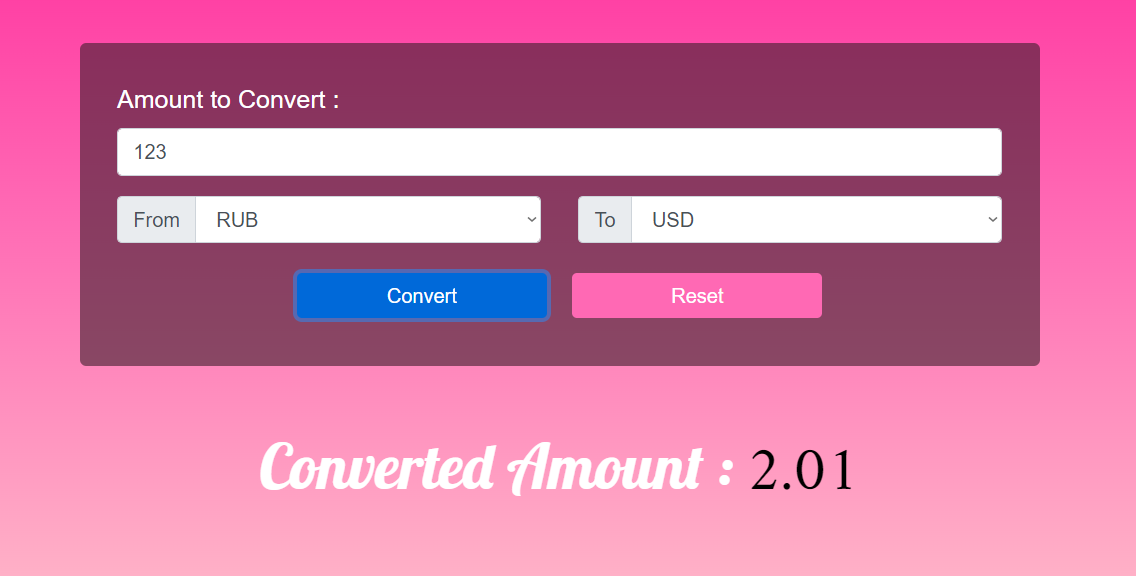 Amount to Convert :
123
From RUB To USD
Convert Reset
Converted Amount : 2.01